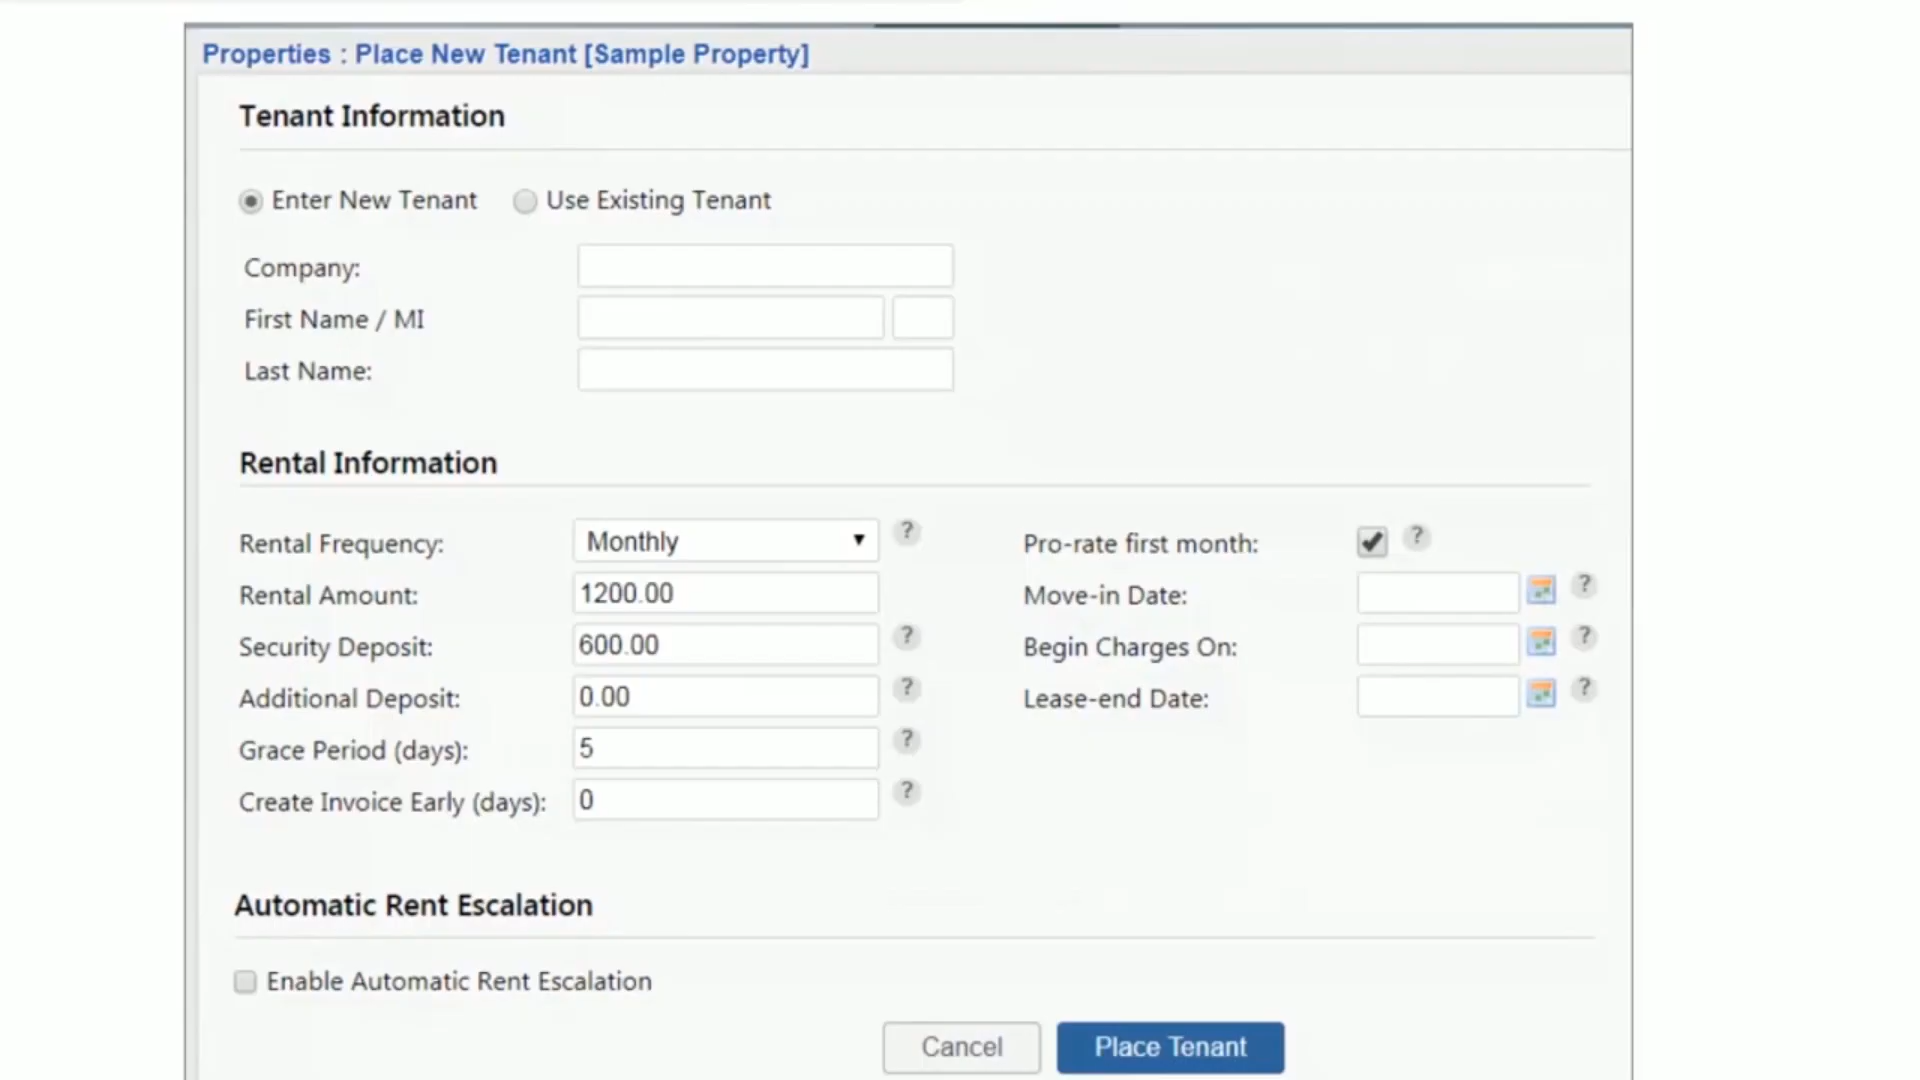 Properties : Place New Tenant [Sample Property]
Tenant Information
Enter New Tenant Use Existing Tenant
Company:
First Name / MI
Last Name:
Rental Information
Rental Frequency: Monthly ? Pro-rate first month: ?
Rental Amount: 1200.00 Move-in Date: ?
Security Deposit: 600.00 ? Begin Charges On: ?
Additional Deposit: 0.00 ? Lease-end Date: ?
Grace Period (days): 5 ?
Create Invoice Early (days): 0 ?
Automatic Rent Escalation
Enable Automatic Rent Escalation
Cancel Place Tenant